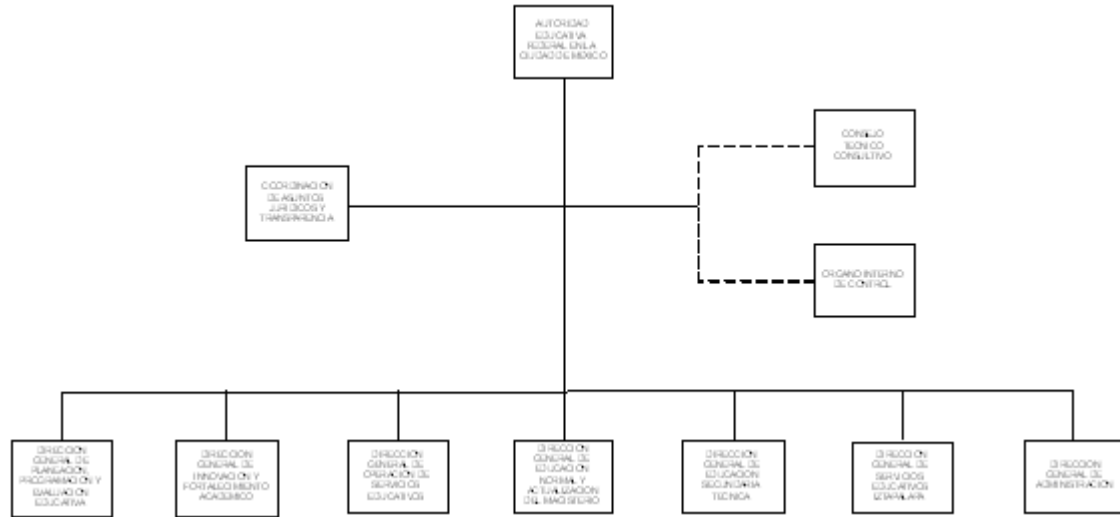 AUTORIDAD
EDUCATIVA
FEDERAL EN LA
CIUDAD DE MÉXICO
CONSEJO
TÉCNICO
CONSULTIVO
COORDINACIÓN
DE ASUNTOS
JURÍDICOS Y
TRANSPARENCIA
ÓRGANO INTERNO
DE CONTROL
DIRECCIÓN
GENERAL DE
PLANEACIÓN,
PROGRAMACIÓN Y
EVALUACIÓN
EDUCATIVA
DIRECCIÓN
GENERAL DE
INNOVACIÓN Y
FORTALECIMIENTO
ACADÉMICO
DIRECCIÓN
GENERAL DE
OPERACIÓN DE
SERVICIOS
EDUCATIVOS
DIRECCIÓN
GENERAL DE
EDUCACIÓN
NORMAL Y
ACTUALIZACIÓN
DEL MAGISTERIO
DIRECCIÓN
GENERAL DE
EDUCACIÓN
SECUNDARIA
TÉCNICA
DIRECCIÓN
GENERAL DE
SERVICIOS
EDUCATIVOS
IZTAPALAPA
DIRECCIÓN
GENERAL DE
ADMINISTRACIÓN